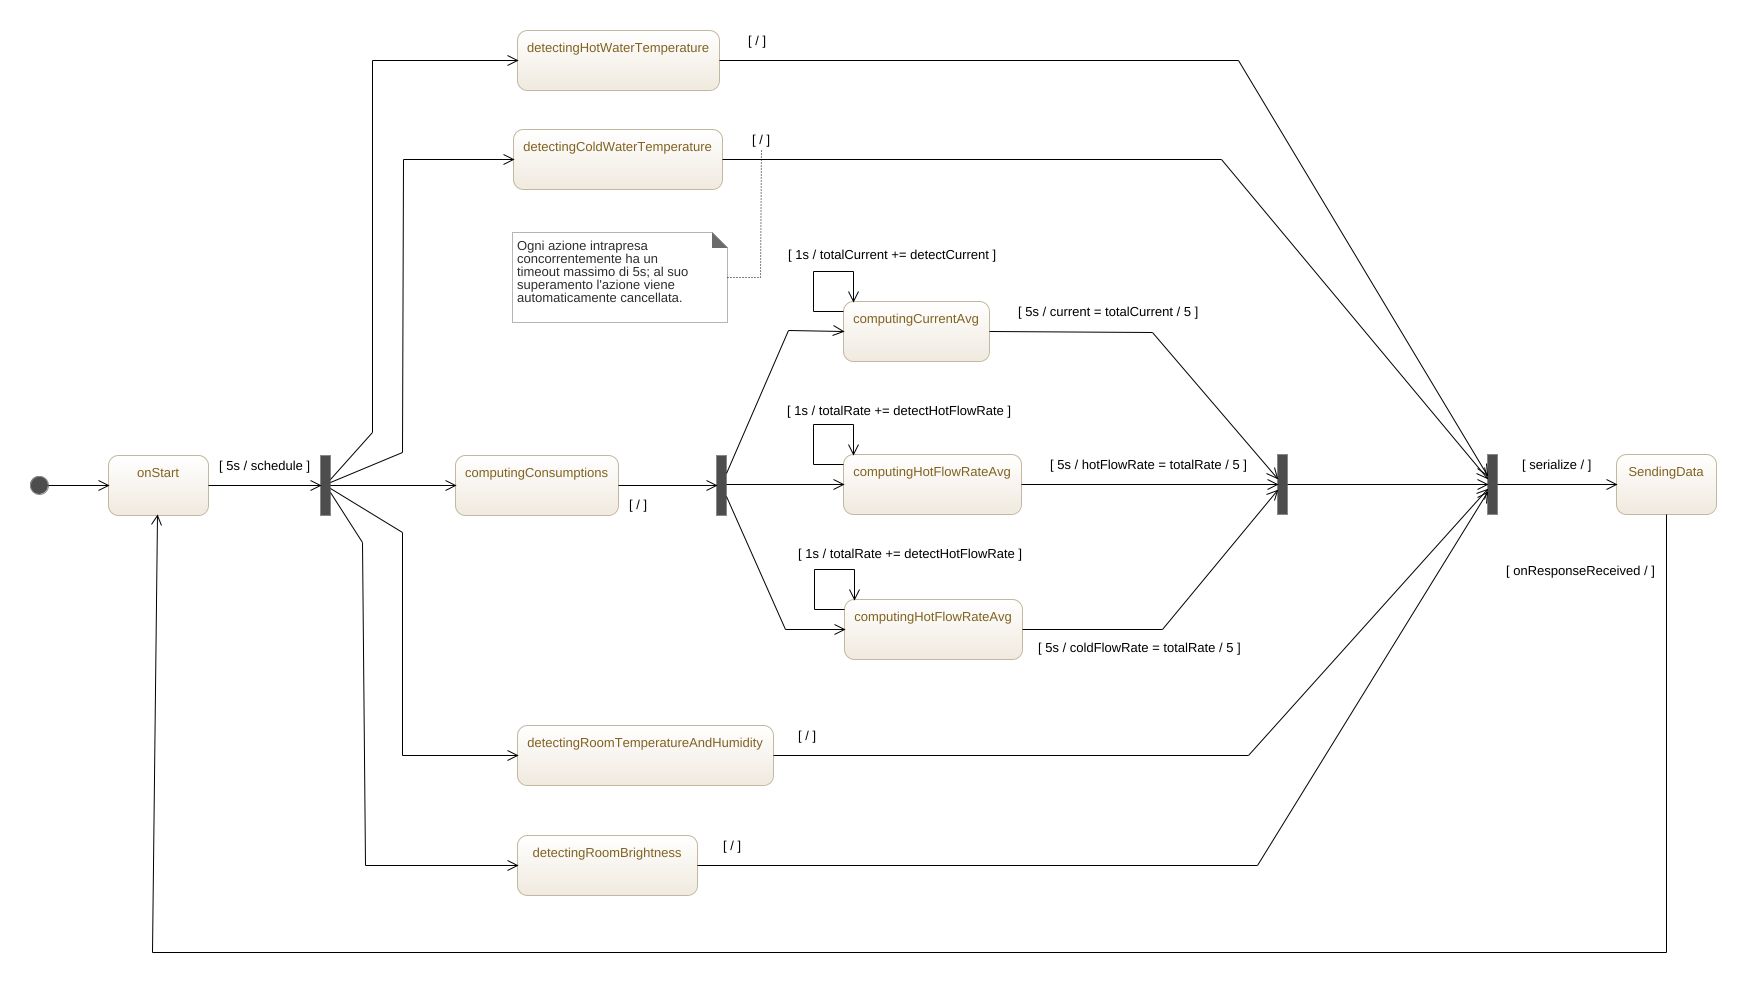 detectingHotWaterTemperature
[ / ]
detectingColdWaterTemperature
[ / ]
Ogni azione intrapresa
concorrentemente ha un
timeout massimo di 5s; al suo
superamento l'azione viene
automaticamente cancellata.
[ 1s / totalCurrent += detectCurrent ]
computingCurrentAvg
[ 5s / current = totalCurrent / 5 ]
[ 1s / totalRate += detectHotFlowRate ]
onStart
[ 5s / schedule ]
computingConsumptions
[ / ]
computingHotFlowRateAvg
[ 5s / hotFlowRate = totalRate / 5 ]
[ serialize / ]
SendingData
[ 1s / totalRate += detectHotFlowRate ]
[ onResponseReceived / ]
computingHotFlowRateAvg
[ 5s / coldFlowRate = totalRate / 5 ]
detectingRoomTemperatureAndHumidity
[ / ]
detectingRoomBrightness
[ / ]